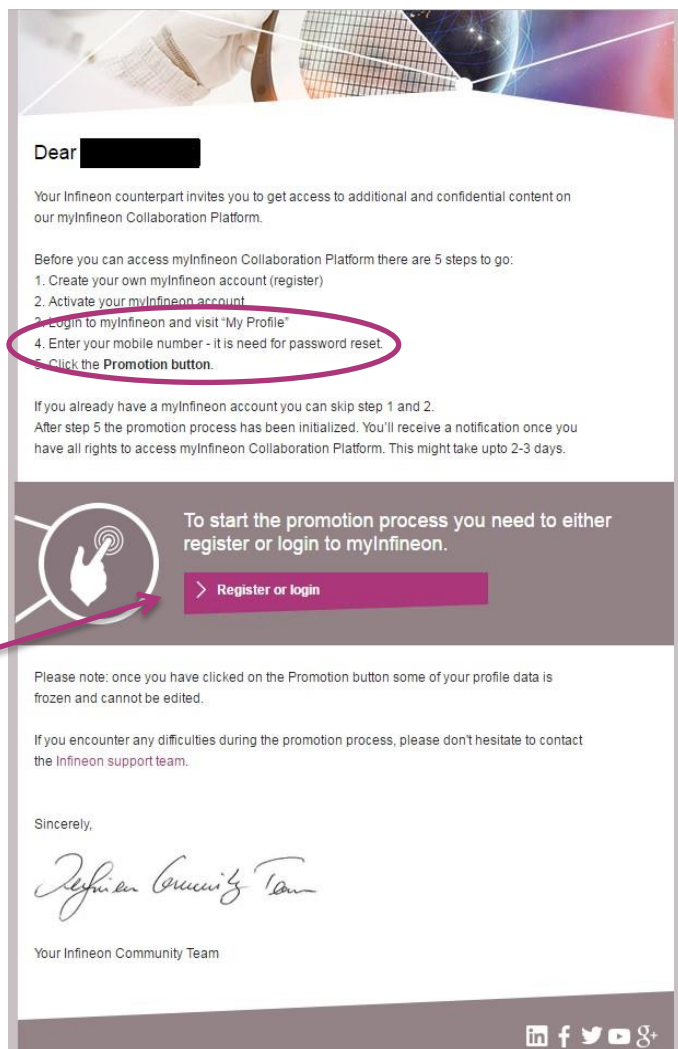 Dear
Your Infineon counterpart invites you to get access to additional and confidential content on
our myInfineon Collaboration Platform.
Before you can access myInfineon Collaboration Platform there are 5 steps to go:
1. Create your own myInfineon account (register)
2. Activate your myInfineon account
3. Login to myInfineon and visit "My Profile"
4. Enter your mobile number - it is need for password reset.
5. Click the Promotion button.
If you already have a myInfineon account you can skip step 1 and 2.
After step 5 the promotion process has been initialized. You'll receive a notification once you
have all rights to access myInfineon Collaboration Platform. This might take upto 2-3 days.
To start the promotion process you need to either
register or login to myInfineon.
Register or login
Please note: once you have clicked on the Promotion button some of your profile data is
frozen and cannot be edited.
If you encounter any difficulties during the promotion process, please don't hesitate to contact
the Infineon support team.
Sincerely,
Infineon Community Team
Your Infineon Community Team
in f g+